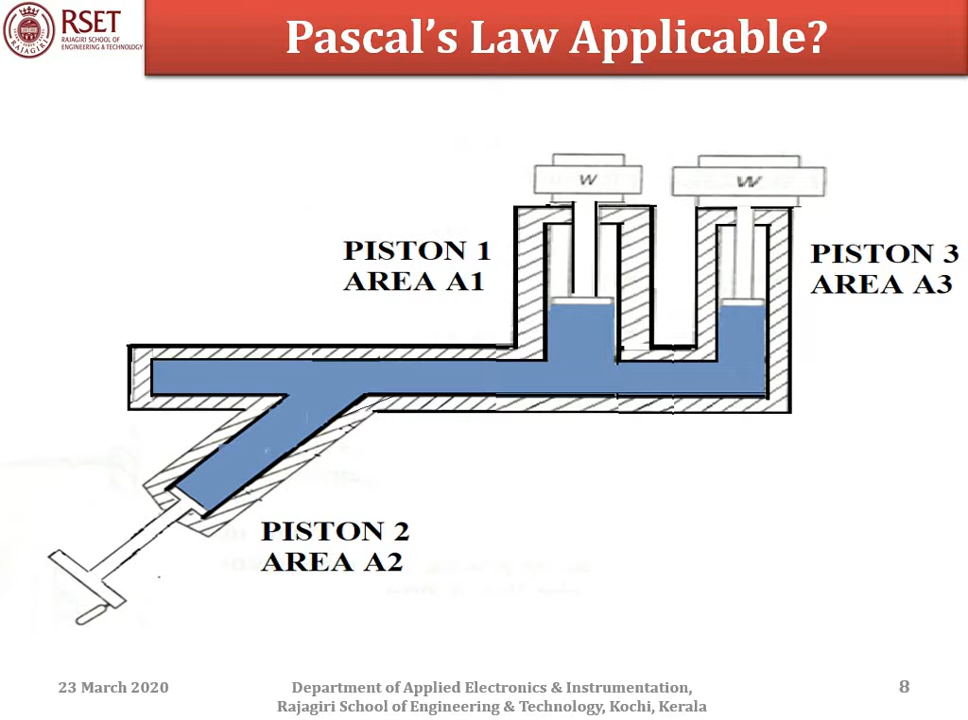 RSET
RAJAGIRI SCHOOL OF
ENGINEERING & TECHNOLOGY
RAJAGIRI
Pascal's Law Applicable?
W
W
PISTON 1
AREA A1
PISTON 3
AREA A3
PISTON 2
AREA A2
23 March 2020
Department of Applied Electronics & Instrumentation,
Rajagiri School of Engineering & Technology, Kochi, Kerala
8